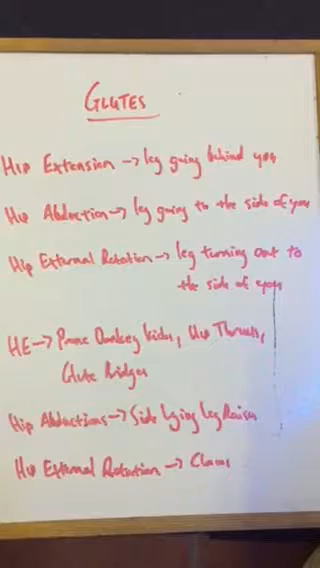 GLUTES
Hip Extension → leg going behind you
Hip Abduction → leg going to the side of you
Hip External Rotation → leg turning out to
the side of you
HE → Prone Donkey kicks, Hip Thrusts,
Glute Bridges
Hip Abductions → Side lying leg Raises
Hip External Rotation → Clams